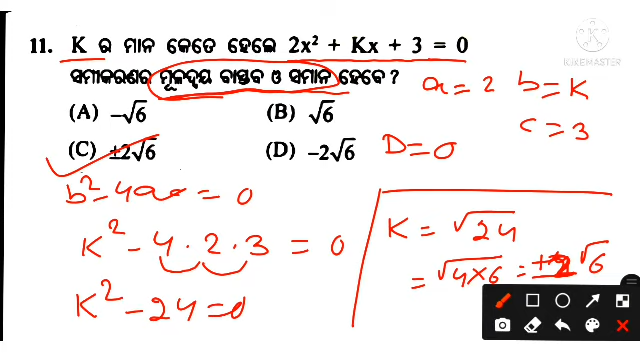 11. K ର ମାନ କେତେ ହେଲେ 2x² + Kx + 3 = 0
ସମୀକରଣର ମୂଳଦ୍ଵୟ ବାସ୍ତବ ଓ ସମାନ ହେବେ ?
(A) –√6 (B) √6
(C) ±2√6 (D) –2√6
a = 2 b = K
c = 3
D = 0
b² – 4ac = 0
K² – 4 · 2 · 3 = 0
K² – 24 = 0
K = √24
= √4×6 = ±2√6
KINEMASTER